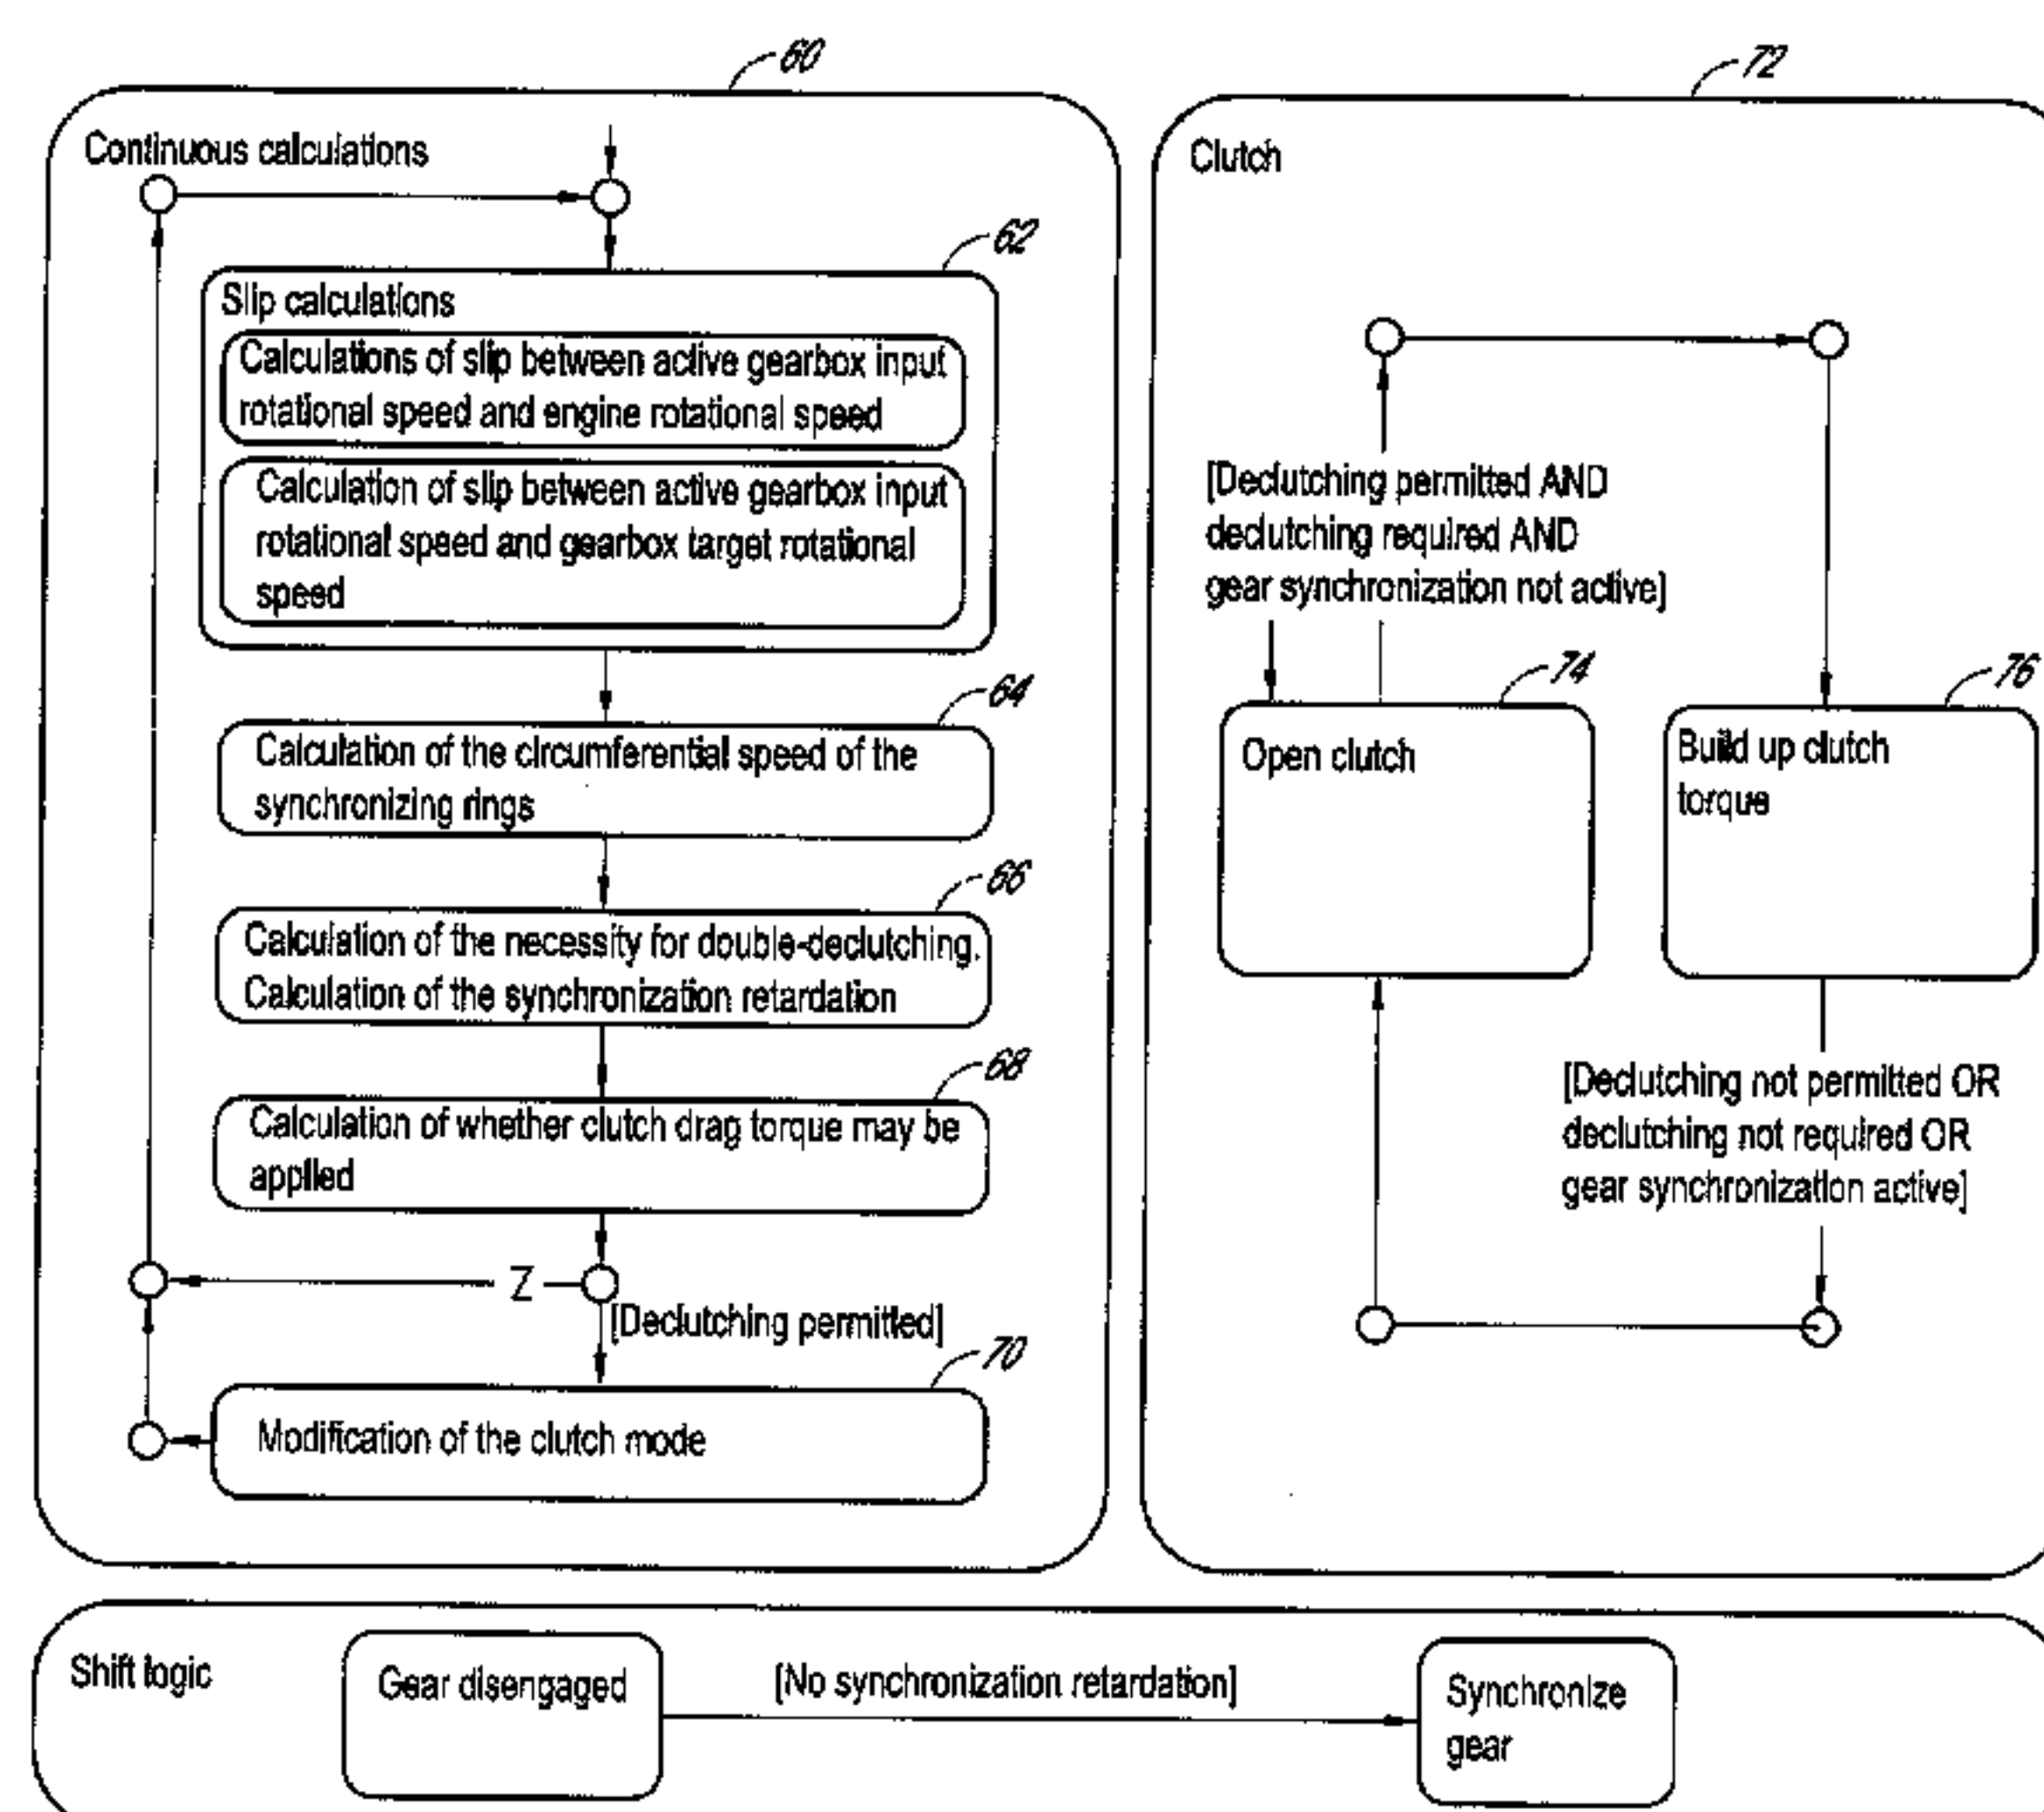 60
Continuous calculations
62
Slip calculations
Calculations of slip between active gearbox input
rotational speed and engine rotational speed
Calculation of slip between active gearbox input
rotational speed and gearbox target rotational
speed
64
Calculation of the circumferential speed of the
synchronizing rings
66
Calculation of the necessity for double-declutching.
Calculation of the synchronization retardation
68
Calculation of whether clutch drag torque may be
applied
Z
[Declutching permitted]
70
Modification of the clutch mode
72
Clutch
[Declutching permitted AND
declutching required AND
gear synchronization not active]
74
Open clutch
76
Build up clutch
torque
[Declutching not permitted OR
declutching not required OR
gear synchronization active]
Shift logic
Gear disengaged
[No synchronization retardation]
Synchronize
gear